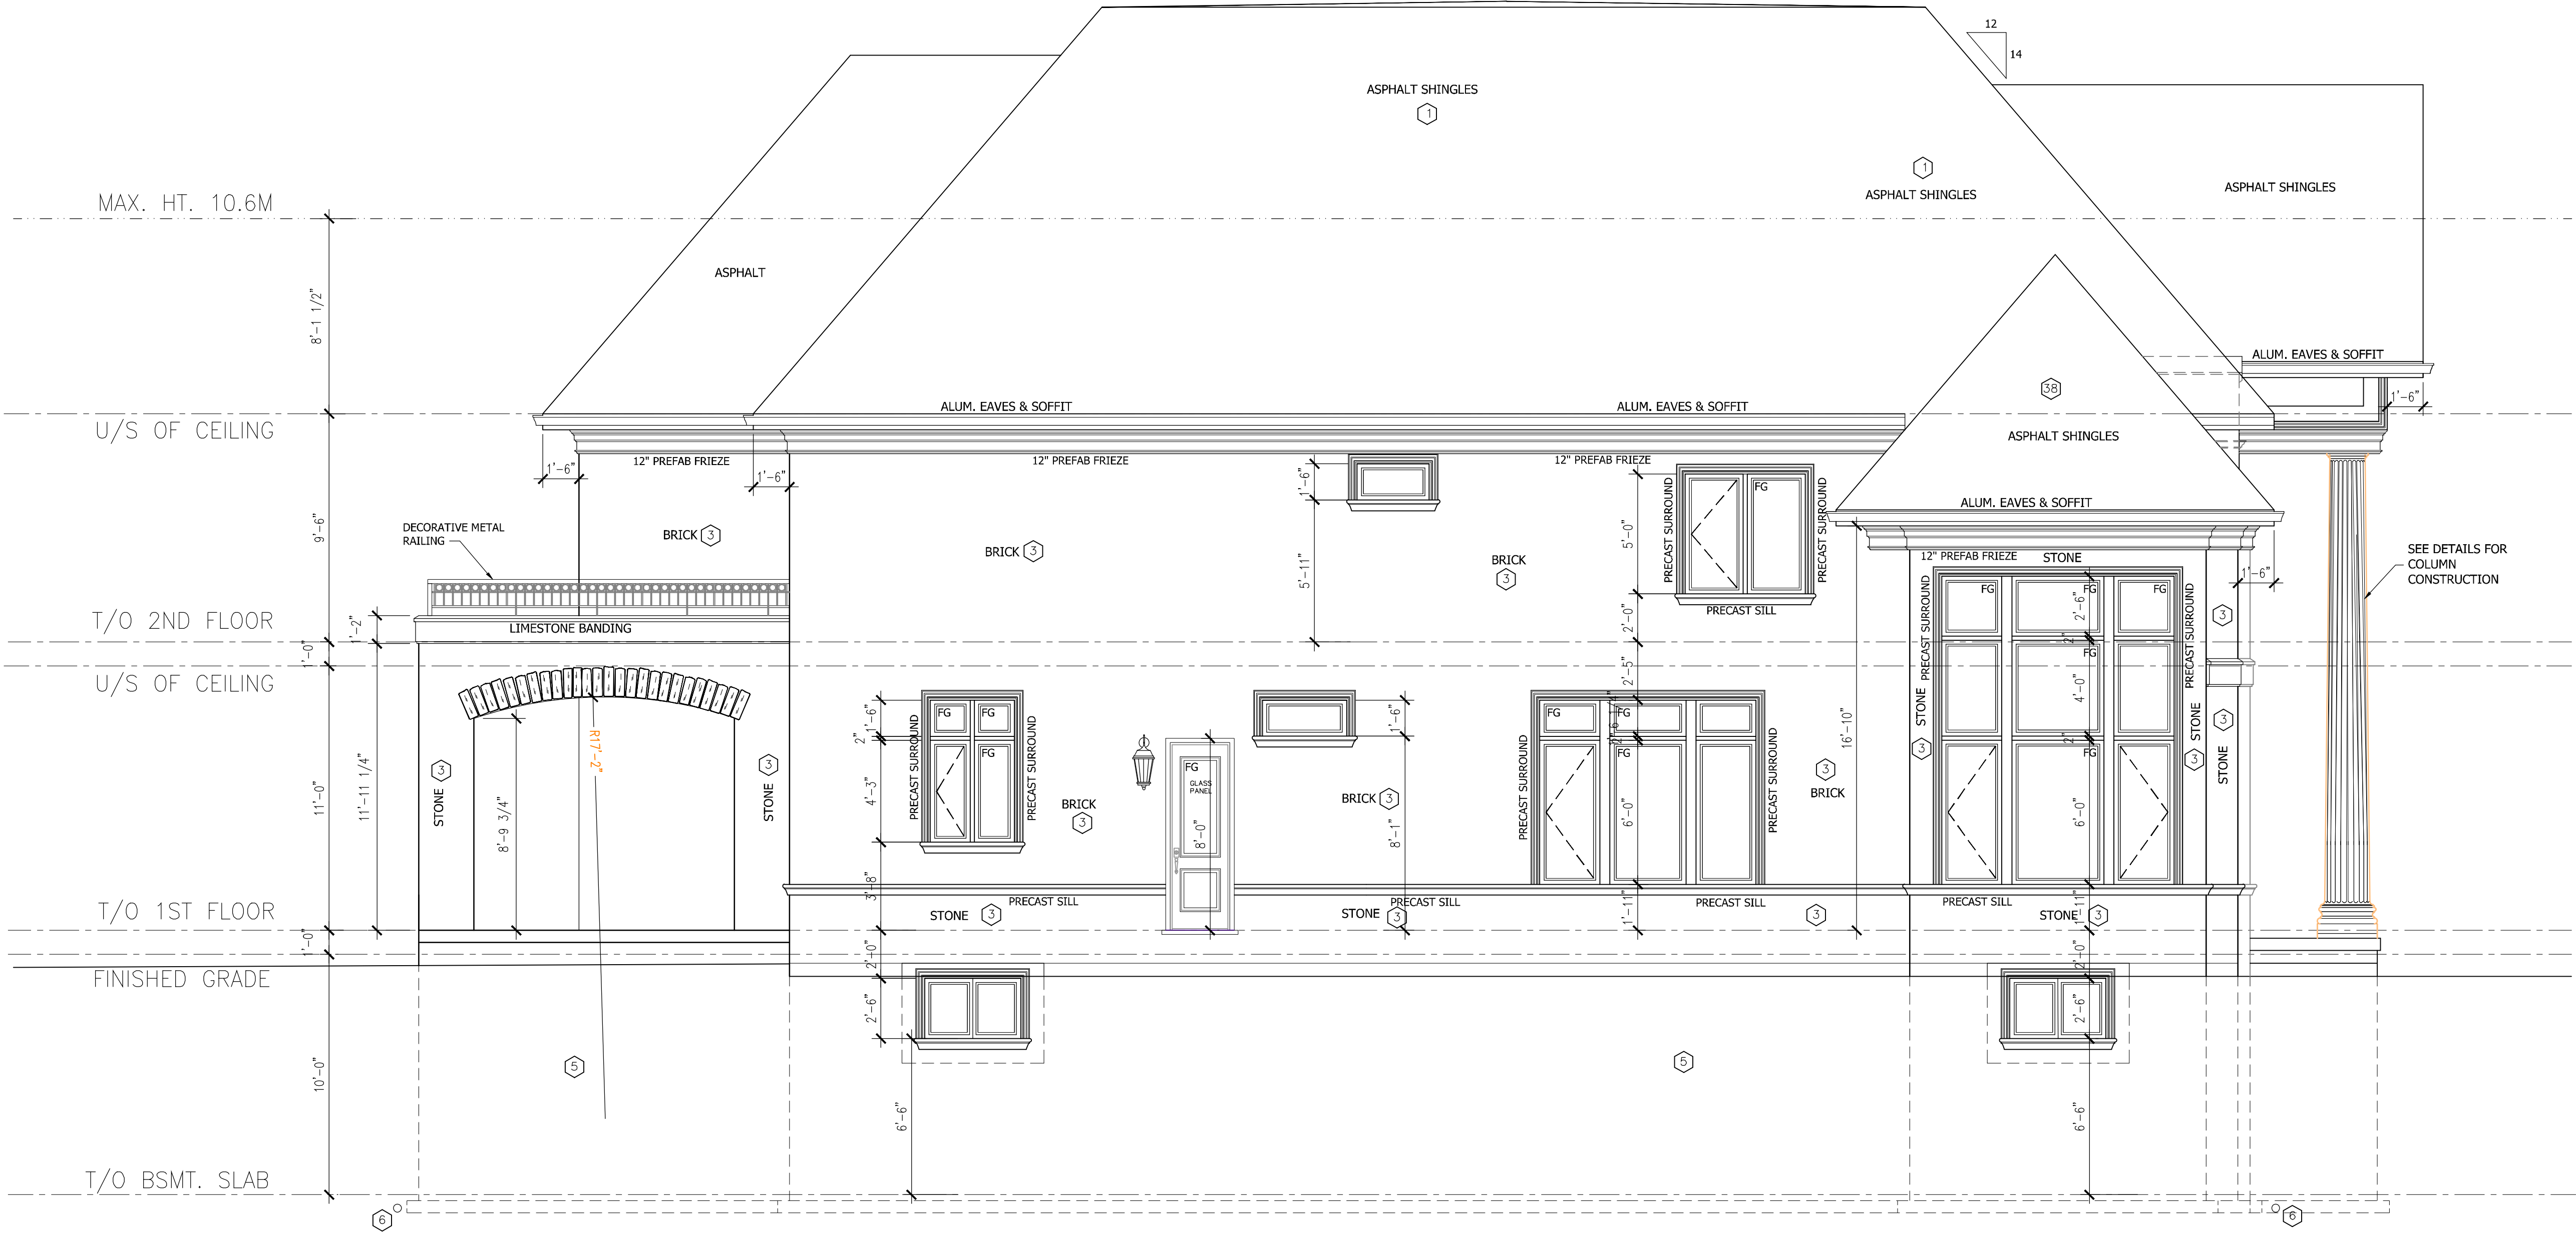 12
14
ASPHALT SHINGLES
1
1
ASPHALT SHINGLES
ASPHALT SHINGLES
MAX. HT. 10.6M
ASPHALT
8'-1 1/2"
ALUM. EAVES & SOFFIT
38
1'-6"
ALUM. EAVES & SOFFIT
ALUM. EAVES & SOFFIT
U/S OF CEILING
ASPHALT SHINGLES
12" PREFAB FRIEZE
12" PREFAB FRIEZE
12" PREFAB FRIEZE
1'-6"
1'-6"
1'-6"
FG
PRECAST SURROUND
PRECAST SURROUND
ALUM. EAVES & SOFFIT
9'-6"
DECORATIVE METAL
RAILING
BRICK 3
BRICK 3
5'-11"
BRICK
3
5'-0"
12" PREFAB FRIEZE
STONE
SEE DETAILS FOR
COLUMN
CONSTRUCTION
1'-6"
PRECAST SILL
2'-0"
FG
FG
FG
2'-6"
PRECAST SURROUND
PRECAST SURROUND
3
T/O 2ND FLOOR
1'-2"
LIMESTONE BANDING
1'-0"
2"
FG
U/S OF CEILING
2'-5"
4'-0"
11'-0"
11'-11 1/4"
8'-9 3/4"
R17'-2"
3
STONE
3
STONE
2"
1'-6"
4'-3"
3'-8"
FG
FG
FG
PRECAST SURROUND
PRECAST SURROUND
BRICK
3
FG
GLASS
PANEL
8'-0"
1'-6"
8'-1"
BRICK 3
FG
FG
FG
6'-0"
PRECAST SURROUND
PRECAST SURROUND
3
BRICK
16'-10"
STONE
3
2"
FG
6'-0"
STONE
3
3
STONE
T/O 1ST FLOOR
PRECAST SILL
PRECAST SILL
PRECAST SILL
PRECAST SILL
STONE 3
STONE 3
1'-11"
3
STONE 3
1'-11"
1'-0"
2'-0"
2'-0"
FINISHED GRADE
2'-6"
2'-6"
5
5
10'-0"
6'-6"
6'-6"
T/O BSMT. SLAB
6
6